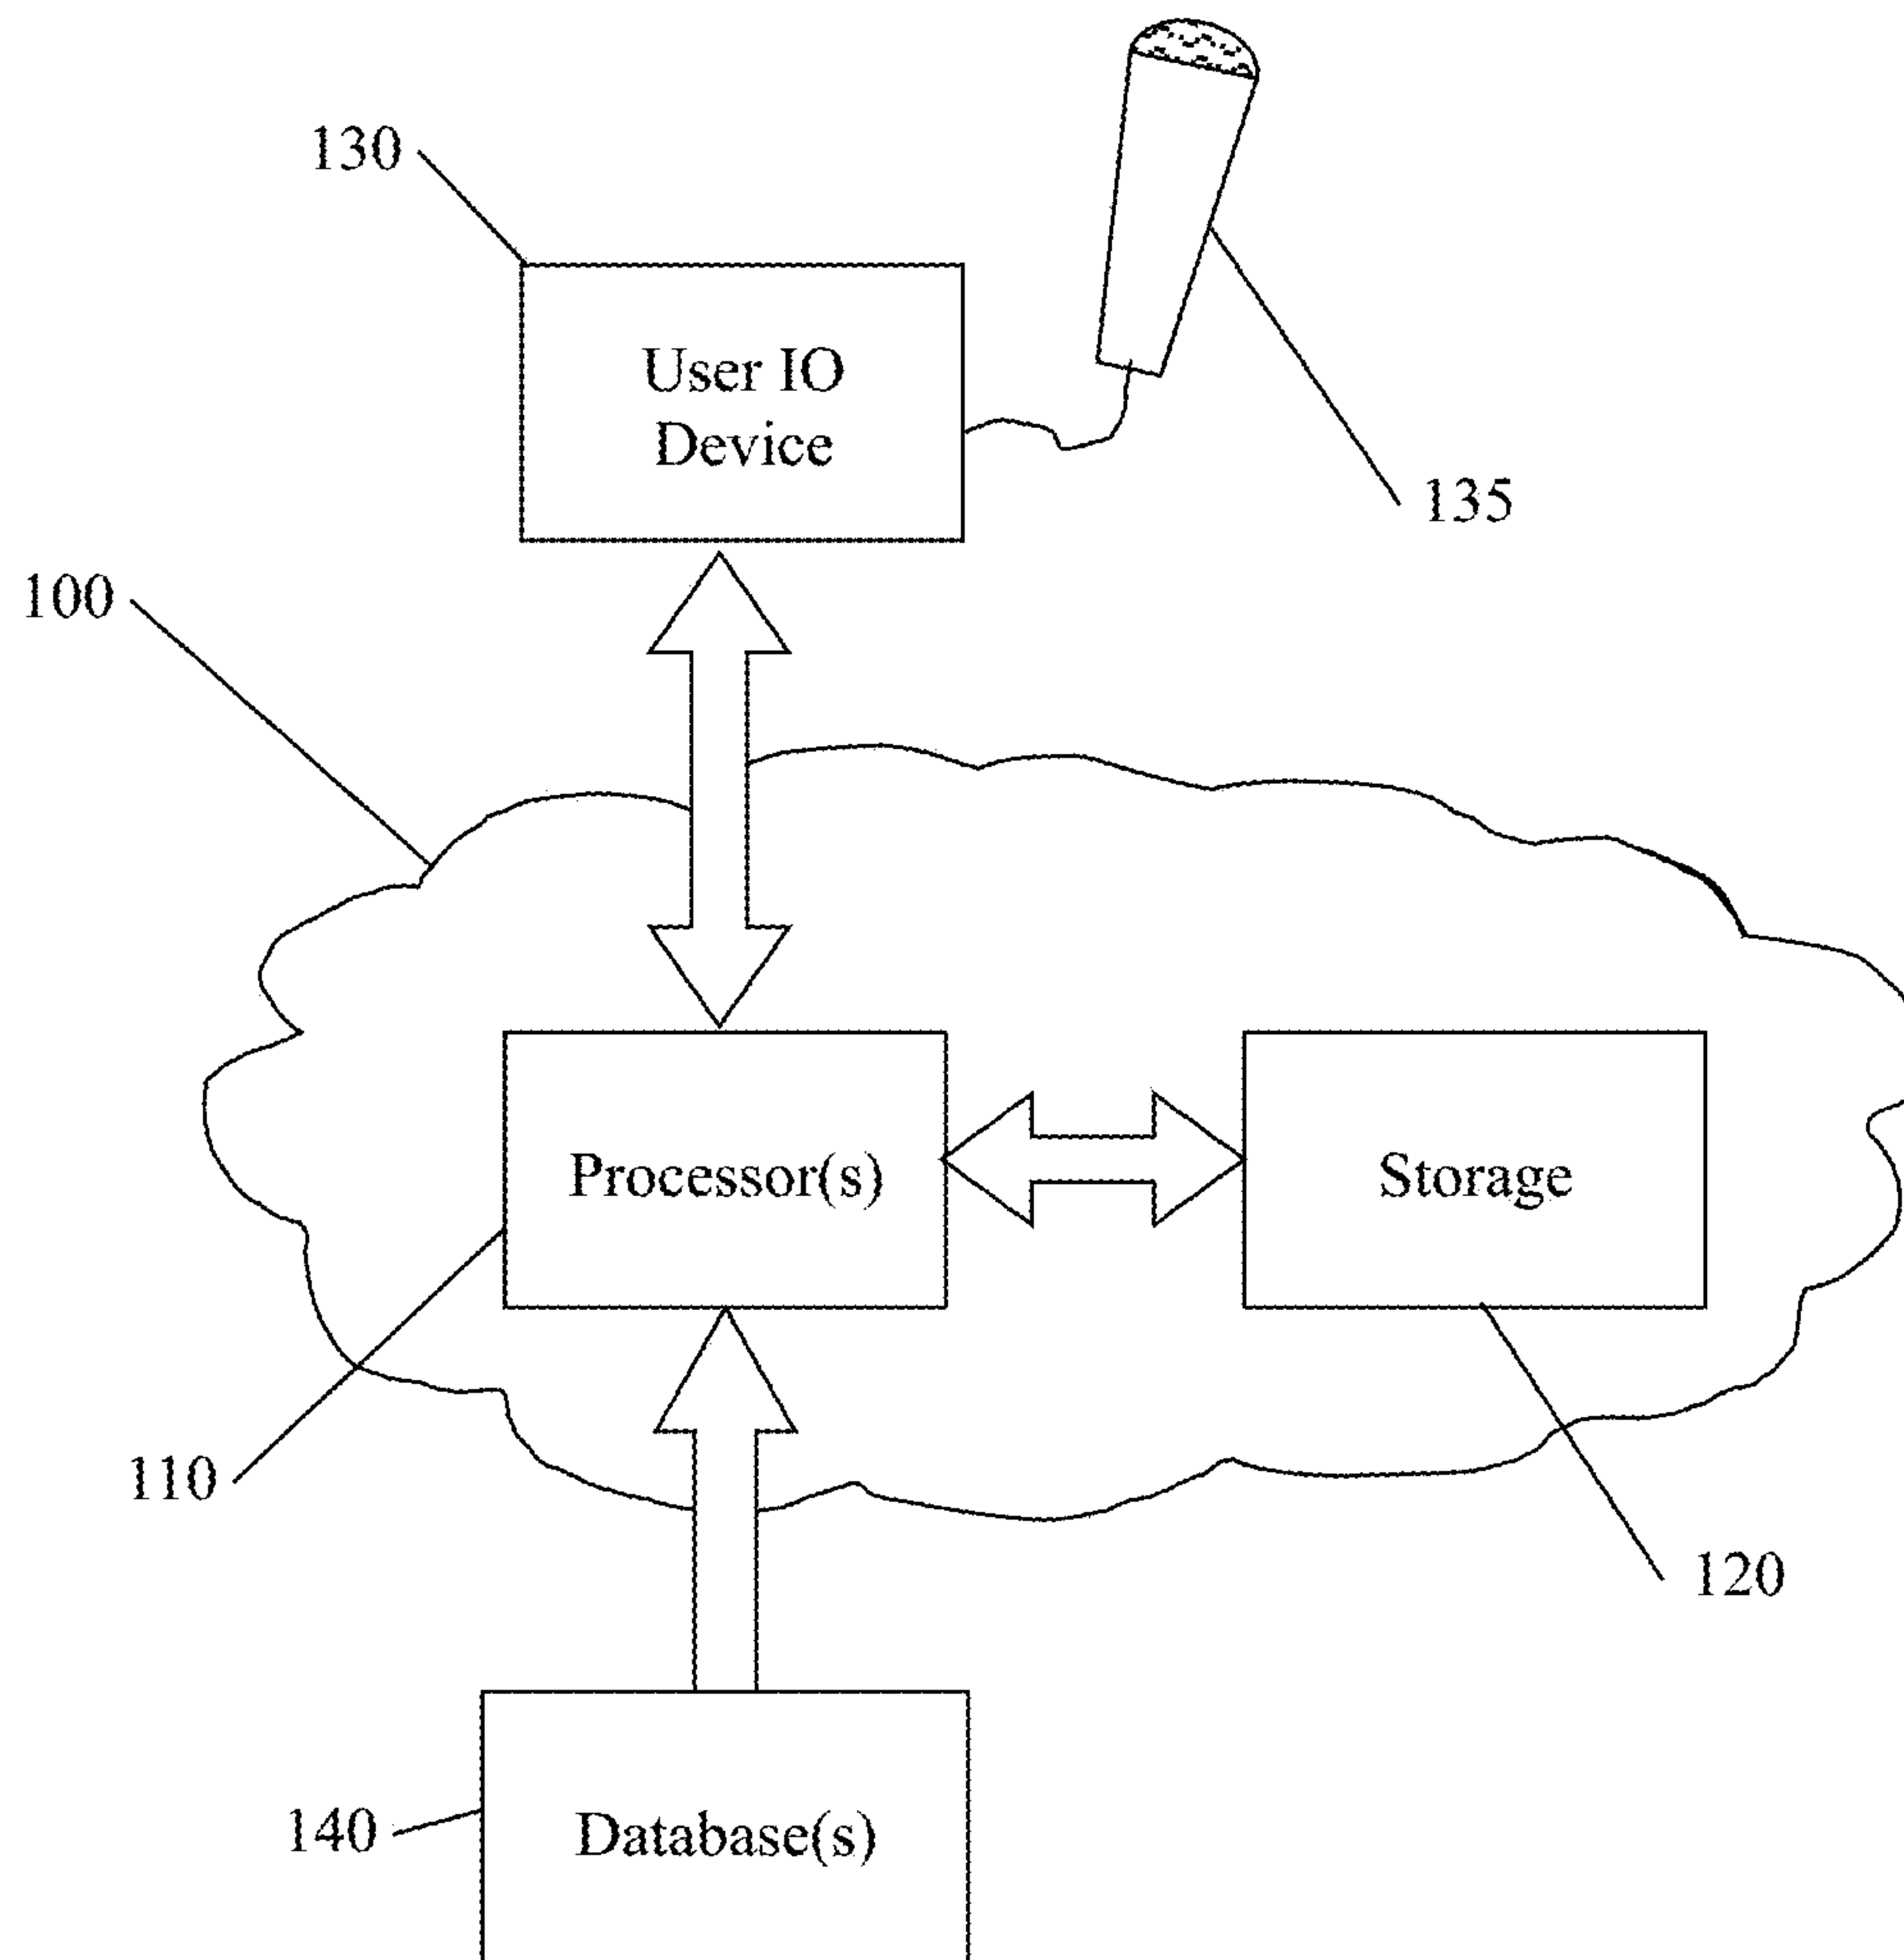 130
User IO
Device
135
100
Processor(s)
Storage
110
120
140
Database(s)